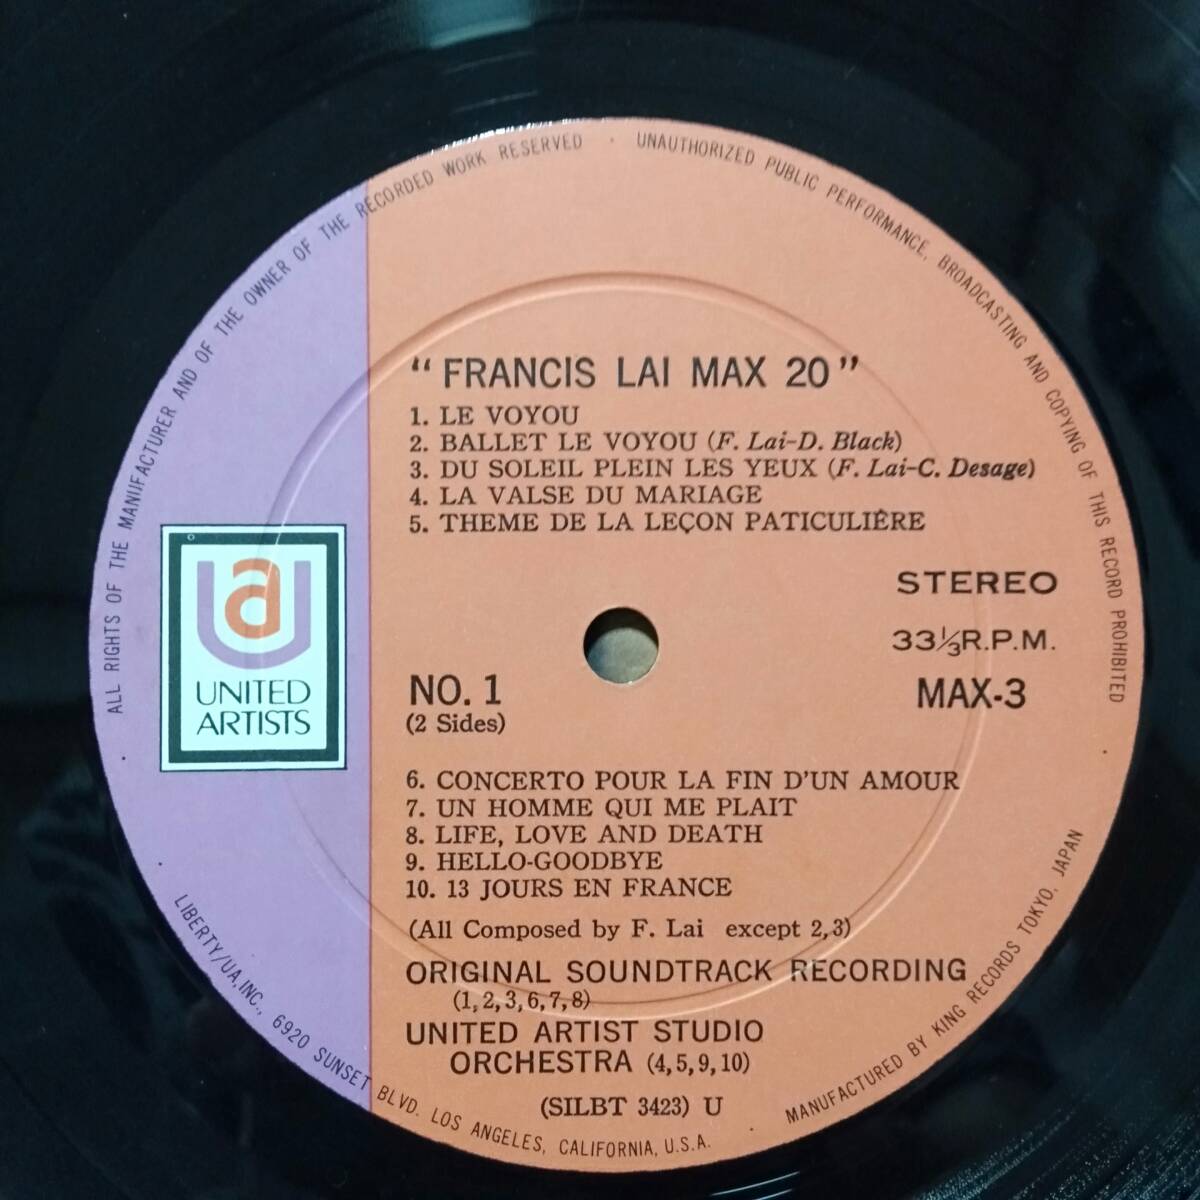 ALL RIGHTS OF THE MANUFACTURER AND OF THE OWNER OF THE RECORDED WORK RESERVED · UNAUTHORIZED PUBLIC PERFORMANCE, BROADCASTING AND COPYING OF THIS RECORD PROHIBITED
“FRANCIS LAI MAX 20”
1. LE VOYOU
2. BALLET LE VOYOU (F. Lai-D. Black)
3. DU SOLEIL PLEIN LES YEUX (F. Lai-C. Desage)
4. LA VALSE DU MARIAGE
5. THEME DE LA LEÇON PATICULIÊRE
ua
UNITED
ARTISTS
STEREO
33⅓R.P.M.
NO. 1
(2 Sides)
MAX-3
6. CONCERTO POUR LA FIN D'UN AMOUR
7. UN HOMME QUI ME PLAIT
8. LIFE, LOVE AND DEATH
9. HELLO-GOODBYE
10. 13 JOURS EN FRANCE
(All Composed by F. Lai except 2,3)
ORIGINAL SOUNDTRACK RECORDING
(1,2,3,6,7,8)
UNITED ARTIST STUDIO
ORCHESTRA (4,5,9,10)
(SILBT 3423) U
LIBERTY/UA,INC., 6920 SUNSET BLVD. LOS ANGELES, CALIFORNIA, U.S.A.
MANUFACTURED BY KING RECORDS TOKYO, JAPAN